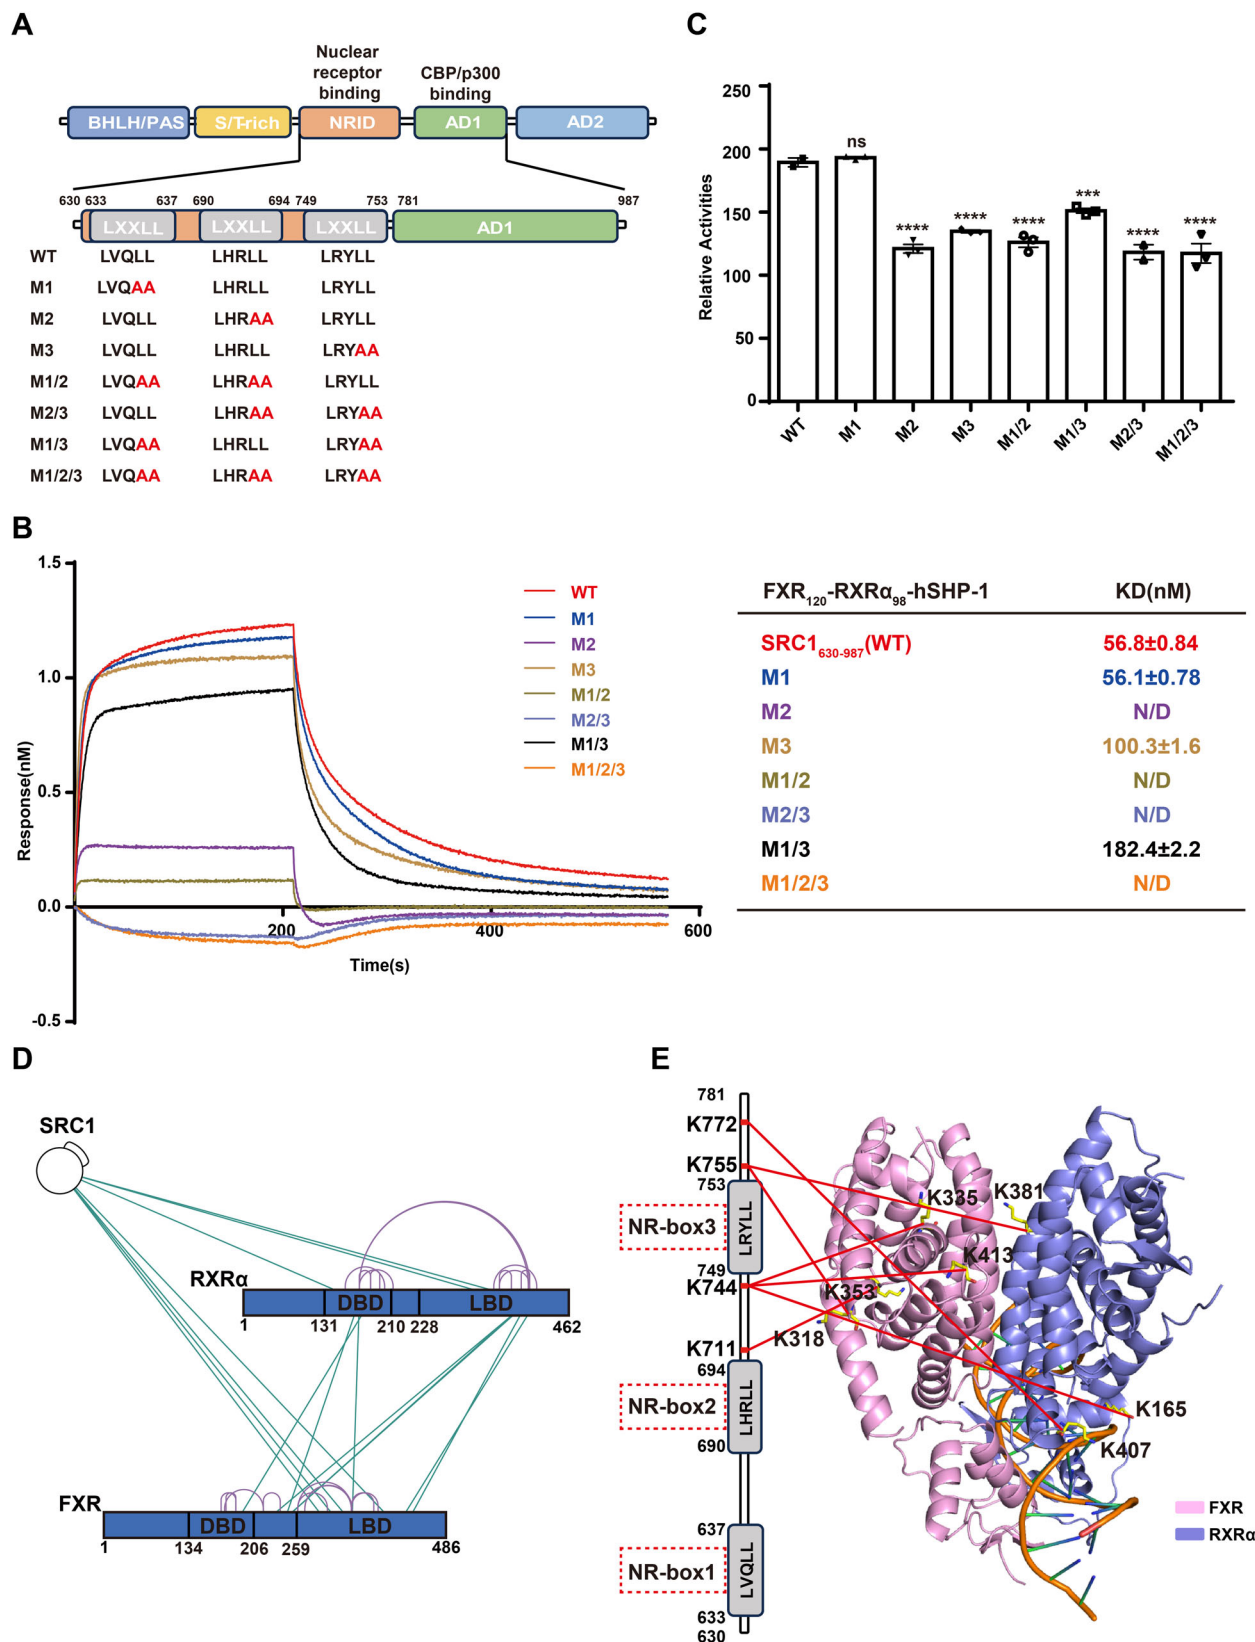 A
Nuclear
receptor
binding
CBP/p300
binding
BHLH/PAS S/T-rich NRID AD1 AD2
630 633 637 690 694 749 753 781 987
LXXLL LXXLL LXXLL AD1
WT LVQLL LHRLL LRYLL
M1 LVQAA LHRLL LRYLL
M2 LVQLL LHRAA LRYLL
M3 LVQLL LHRLL LRYAA
M1/2 LVQAA LHRAA LRYLL
M2/3 LVQLL LHRAA LRYAA
M1/3 LVQAA LHRLL LRYAA
M1/2/3 LVQAA LHRAA LRYAA
C
Relative Activities
250
200
150
100
50
0
ns
****
****
****
***
****
****
WT M1 M2 M3 M1/2 M1/3 M2/3 M1/2/3
B
Response(nM)
1.5
1.0
0.5
0.0
-0.5
200 400 600
Time(s)
WT
M1
M2
M3
M1/2
M2/3
M1/3
M1/2/3
FXR120-RXRα98-hSHP-1 KD(nM)
SRC1630-987(WT) 56.8±0.84
M1 56.1±0.78
M2 N/D
M3 100.3±1.6
M1/2 N/D
M2/3 N/D
M1/3 182.4±2.2
M1/2/3 N/D
D
SRC1
RXRα
DBD LBD
1 131 210 228 462
FXR
DBD LBD
1 134 206 259 486
E
781
K772
K755
753
NR-box3
LRYLL
749
K744
K711
694
NR-box2
LHRLL
690
637
NR-box1
LVQLL
633
630
K335
K381
K413
K353
K318
K165
K407
FXR
RXRα